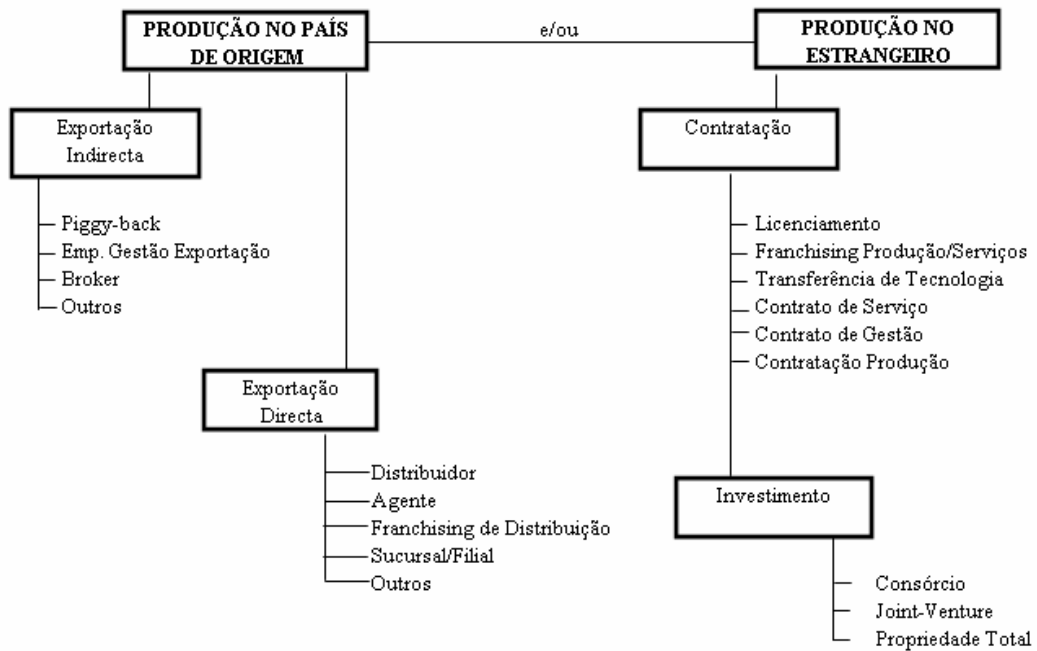 PRODUÇÃO NO PAÍS
DE ORIGEM
e/ou
PRODUÇÃO NO
ESTRANGEIRO
Exportação
Indirecta
Piggy-back
Emp. Gestão Exportação
Broker
Outros
Exportação
Directa
Distribuidor
Agente
Franchising de Distribuição
Sucursal/Filial
Outros
Contratação
Licenciamento
Franchising Produção/Serviços
Transferência de Tecnologia
Contrato de Serviço
Contrato de Gestão
Contratação Produção
Investimento
Consórcio
Joint-Venture
Propriedade Total